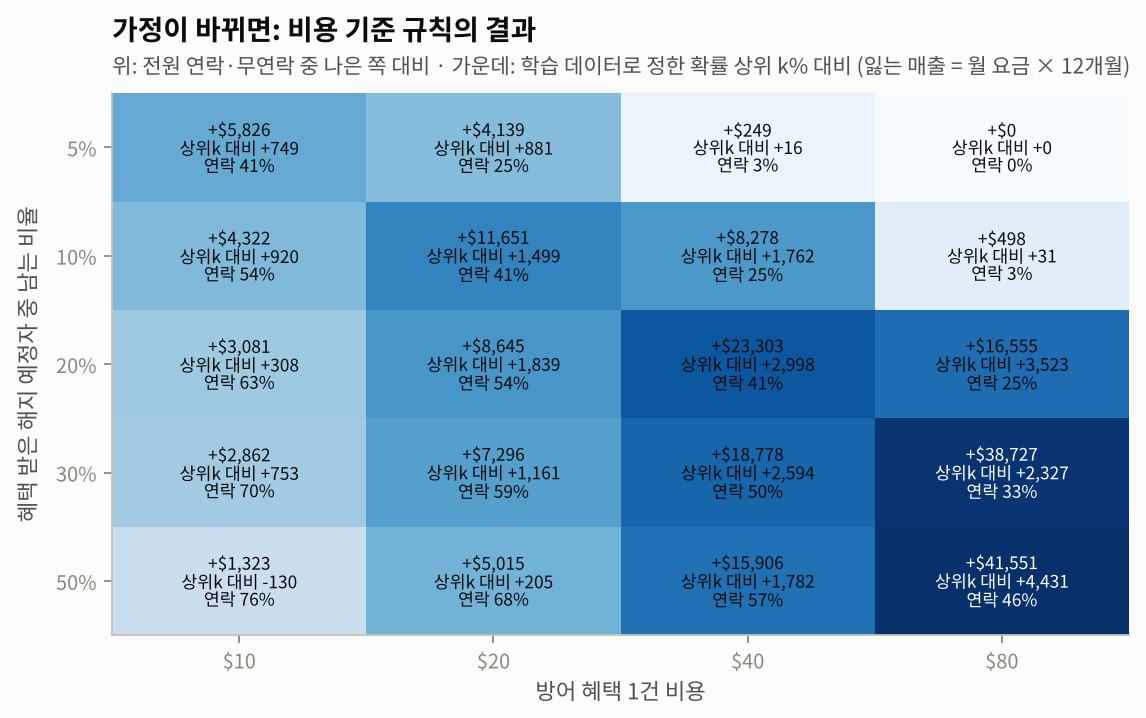 가정이 바뀌면: 비용 기준 규칙의 결과
위: 전원 연락·무연락 중 나은 쪽 대비 · 가운데: 학습 데이터로 정한 확률 상위 k% 대비 (잃는 매출 = 월 요금 × 12개월)
혜택 받은 해지 예정자 중 남는 비율
5%
+$5,826
상위k 대비 +749
연락 41%
+$4,139
상위k 대비 +881
연락 25%
+$249
상위k 대비 +16
연락 3%
+$0
상위k 대비 +0
연락 0%
10%
+$4,322
상위k 대비 +920
연락 54%
+$11,651
상위k 대비 +1,499
연락 41%
+$8,278
상위k 대비 +1,762
연락 25%
+$498
상위k 대비 +31
연락 3%
20%
+$3,081
상위k 대비 +308
연락 63%
+$8,645
상위k 대비 +1,839
연락 54%
+$23,303
상위k 대비 +2,998
연락 41%
+$16,555
상위k 대비 +3,523
연락 25%
30%
+$2,862
상위k 대비 +753
연락 70%
+$7,296
상위k 대비 +1,161
연락 59%
+$18,778
상위k 대비 +2,594
연락 50%
+$38,727
상위k 대비 +2,327
연락 33%
50%
+$1,323
상위k 대비 -130
연락 76%
+$5,015
상위k 대비 +205
연락 68%
+$15,906
상위k 대비 +1,782
연락 57%
+$41,551
상위k 대비 +4,431
연락 46%
$10
$20
$40
$80
방어 혜택 1건 비용